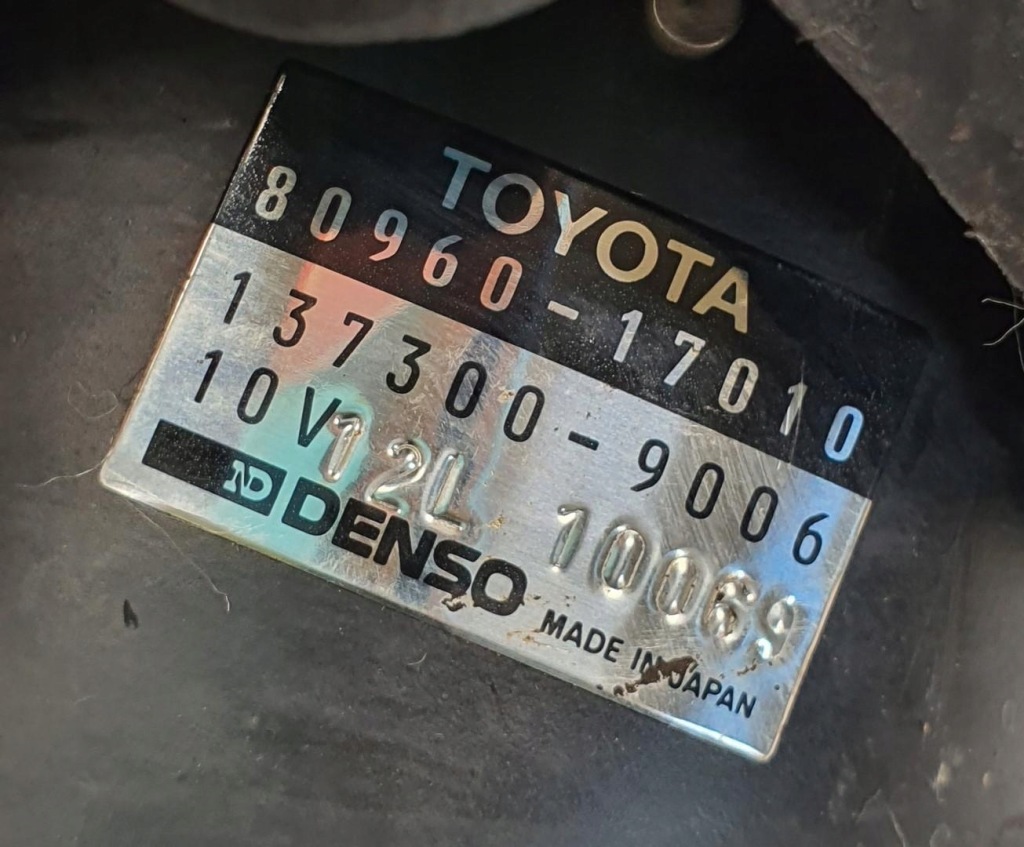 TOYOTA
80960-17010
137300-9006
10V
12L 10069
ND DENSO
MADE IN JAPAN